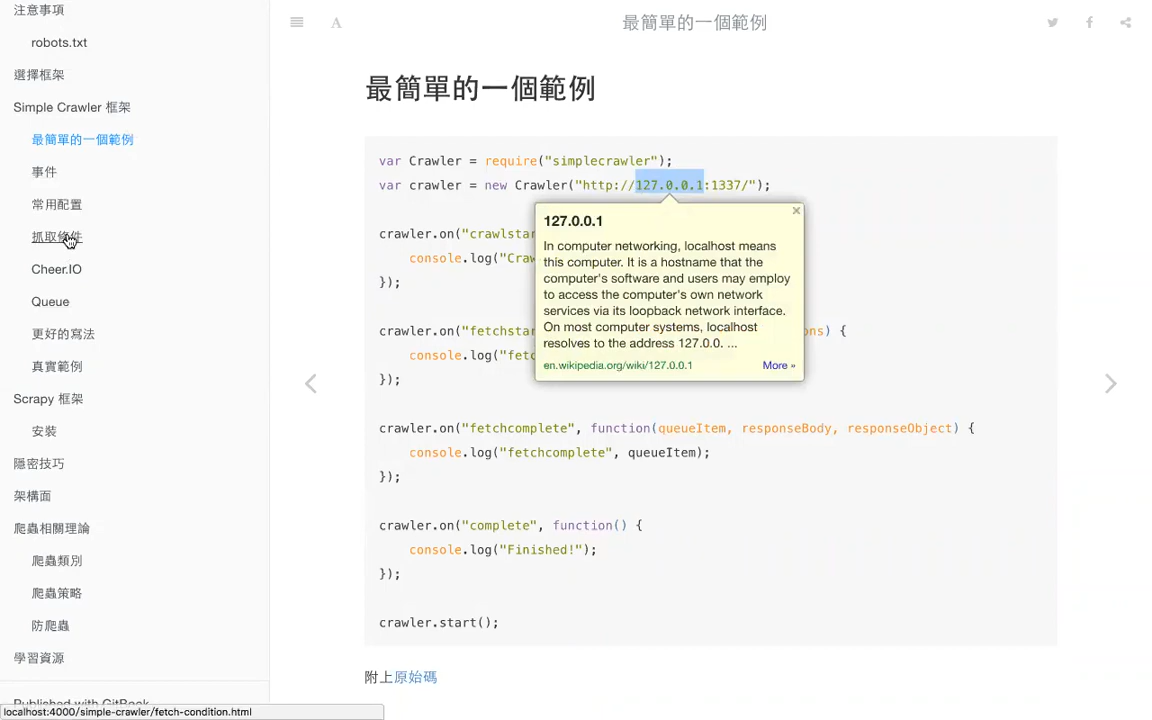 注意事項
robots.txt
選擇框架
Simple Crawler 框架
最簡單的一個範例
事件
常用配置
抓取條件
Cheer.IO
Queue
更好的寫法
真實範例
Scrapy 框架
安裝
隱密技巧
架構面
爬蟲相關理論
爬蟲類別
爬蟲策略
防爬蟲
學習資源
Published with GitBook
localhost:4000/simple-crawler/fetch-condition.html
A
最簡單的一個範例
最簡單的一個範例
var Crawler = require("simplecrawler");
var crawler = new Crawler("http://127.0.0.1:1337/");
crawler.on("crawlstar
console.log("Craw
});
crawler.on("fetchstar
ons) {
console.log("fetc
});
crawler.on("fetchcomplete", function(queueItem, responseBody, responseObject) {
console.log("fetchcomplete", queueItem);
});
crawler.on("complete", function() {
console.log("Finished!");
});
crawler.start();
附上原始碼
127.0.0.1
In computer networking, localhost means
this computer. It is a hostname that the
computer's software and users may employ
to access the computer's own network
services via its loopback network interface.
On most computer systems, localhost
resolves to the address 127.0.0. ...
en.wikipedia.org/wiki/127.0.0.1
More »